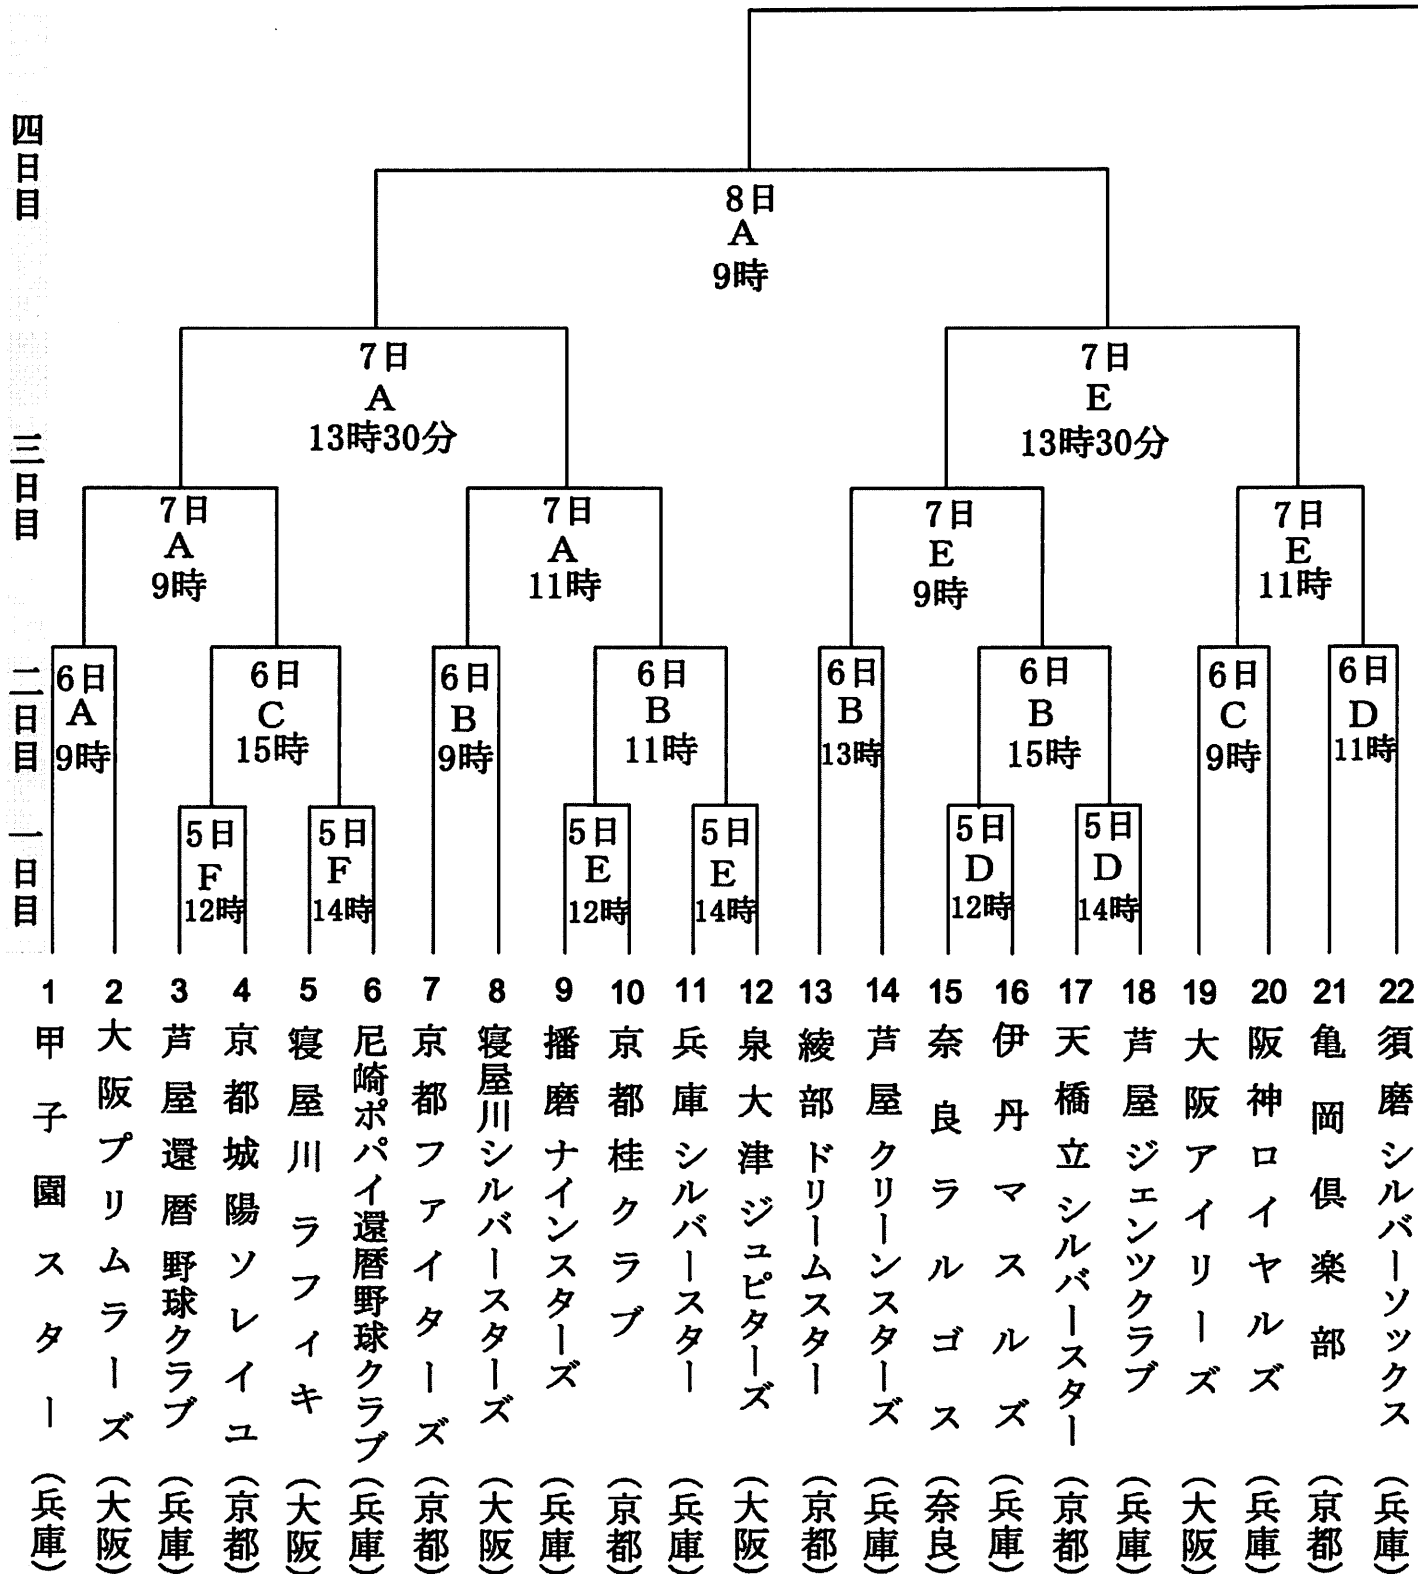 四日目
8日
A
9時
三日目
7日
A
13時30分
7日
E
13時30分
7日
A
9時
7日
A
11時
7日
E
9時
7日
E
11時
二日目
6日
A
9時
6日
C
15時
6日
B
9時
6日
B
11時
6日
B
13時
6日
B
15時
6日
C
9時
6日
D
11時
一日目
5日
F
12時
5日
F
14時
5日
E
12時
5日
E
14時
5日
D
12時
5日
D
14時
1 甲子園スター (兵庫)
2 大阪プリムラーズ (大阪)
3 芦屋還暦野球クラブ (兵庫)
4 京都城陽ソレイユ (京都)
5 寝屋川ラフィキ (大阪)
6 尼崎ポパイ還暦野球クラブ (兵庫)
7 京都ファイターズ (京都)
8 寝屋川シルバースターズ (大阪)
9 播磨ナインスターズ (兵庫)
10 京都桂クラブ (京都)
11 兵庫シルバースター (兵庫)
12 泉大津ジュピターズ (大阪)
13 綾部ドリームスター (京都)
14 芦屋クリーンスターズ (兵庫)
15 奈良ラルゴス (奈良)
16 伊丹マスルズ (兵庫)
17 天橋立シルバースター (京都)
18 芦屋ジェンツクラブ (兵庫)
19 大阪アイリーズ (大阪)
20 阪神ロイヤルズ (兵庫)
21 亀岡倶楽部 (京都)
22 須磨シルバーソックス (兵庫)